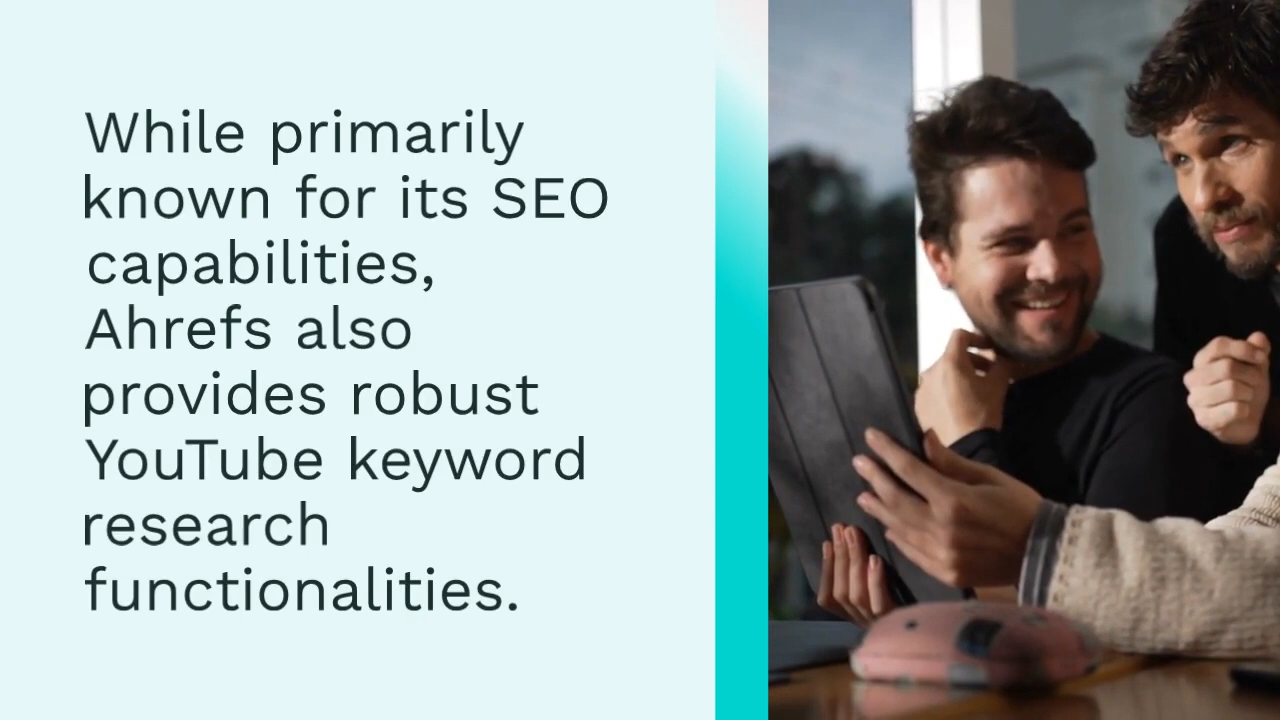 While primarily
known for its SEO
capabilities,
Ahrefs also
provides robust
YouTube keyword
research
functionalities.